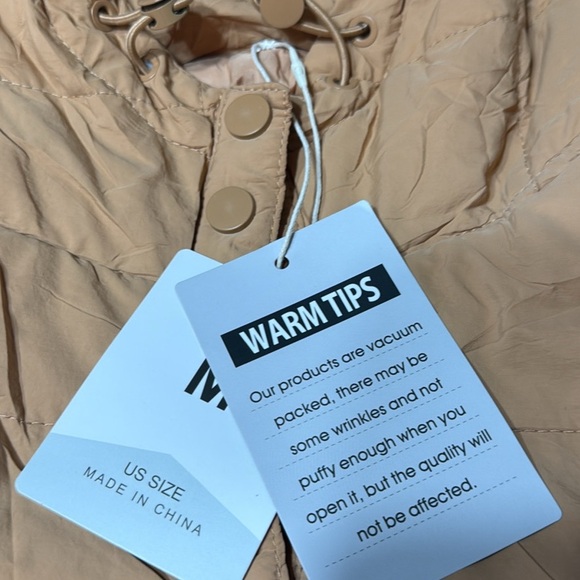 WARM TIPS
Our products are vacuum
packed, there may be
some wrinkles and not
puffy enough when you
open it, but the quality will
not be affected.
M
US SIZE
MADE IN CHINA